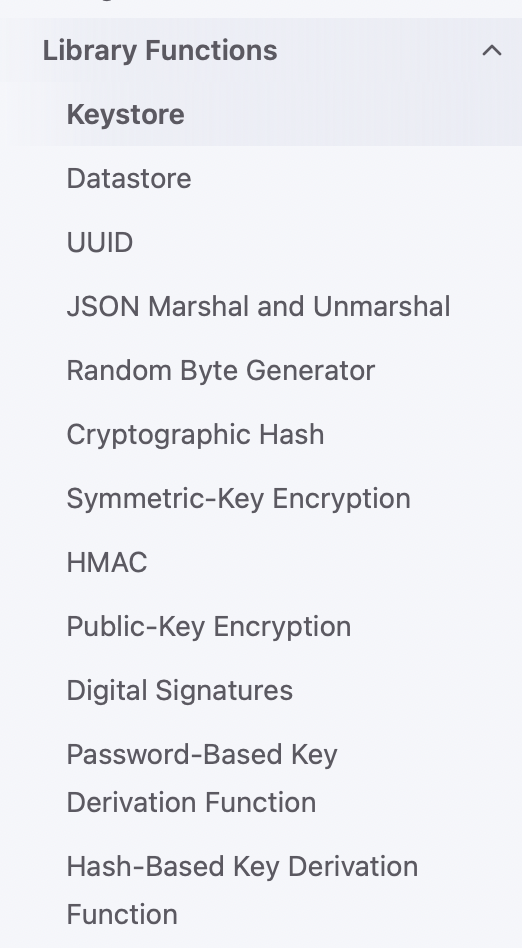 Library Functions
Keystore
Datastore
UUID
JSON Marshal and Unmarshal
Random Byte Generator
Cryptographic Hash
Symmetric-Key Encryption
HMAC
Public-Key Encryption
Digital Signatures
Password-Based Key
Derivation Function
Hash-Based Key Derivation
Function